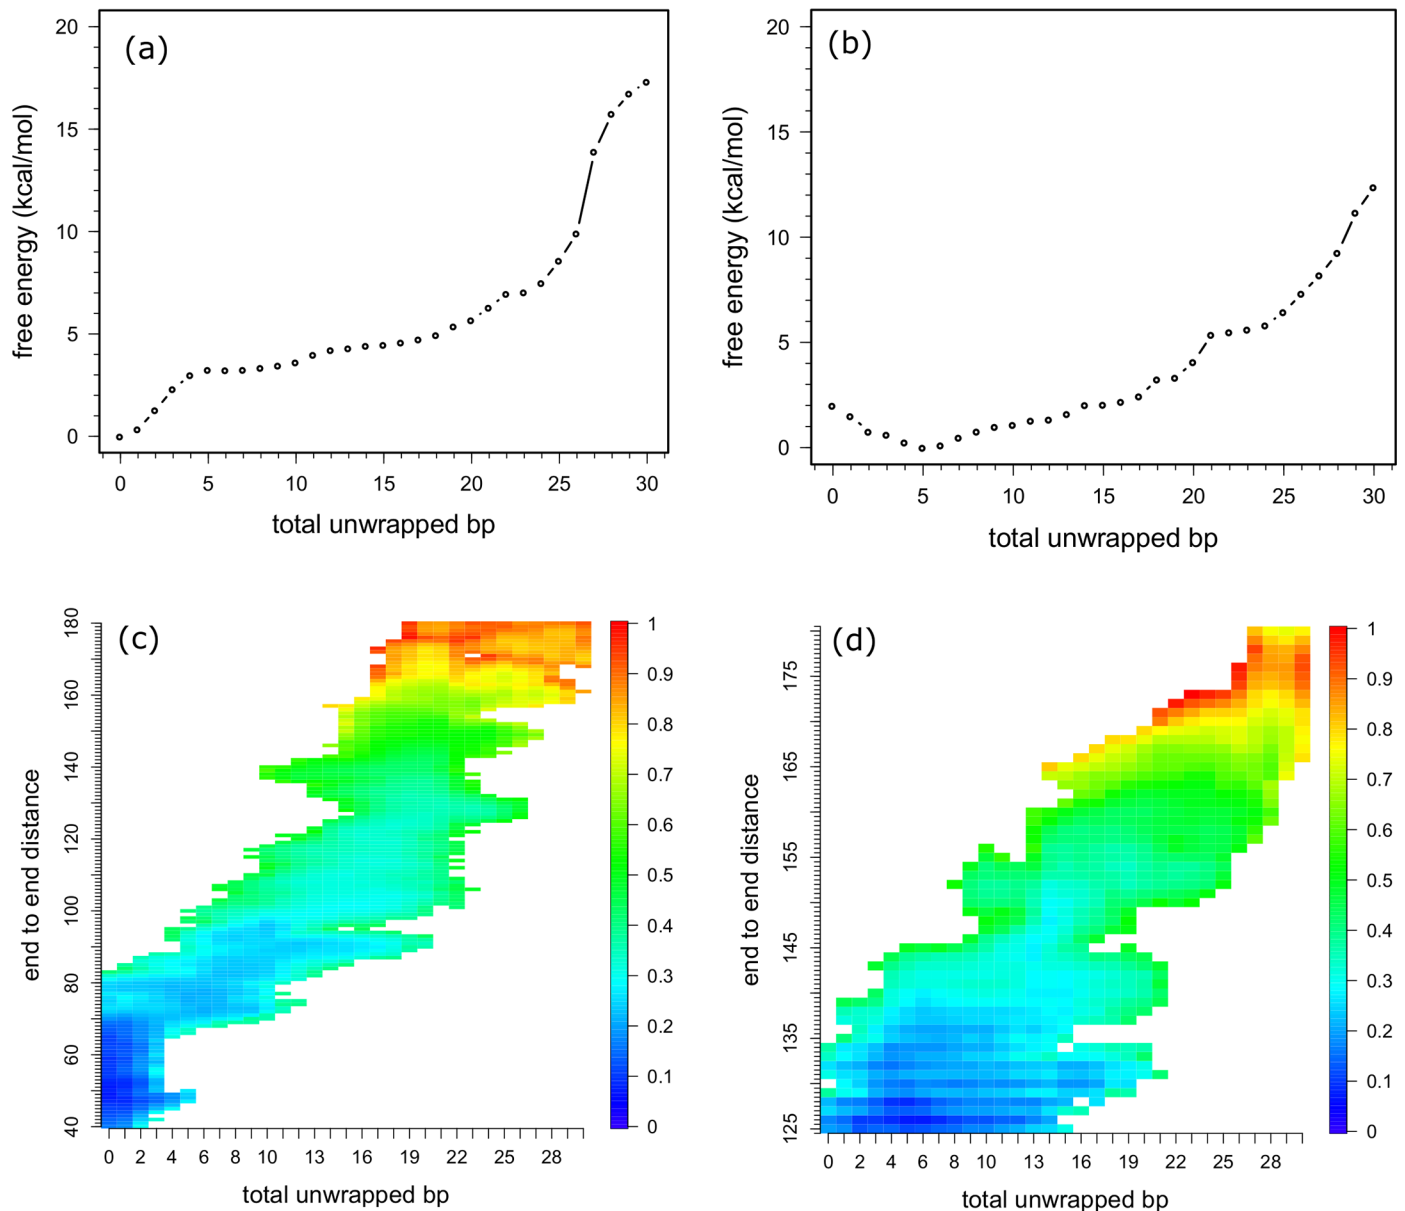 (a)
20
15
10
5
0
free energy (kcal/mol)
0 5 10 15 20 25 30
total unwrapped bp
(b)
20
15
10
5
0
free energy (kcal/mol)
0 5 10 15 20 25 30
total unwrapped bp
(c)
180
160
140
120
100
80
60
40
end to end distance
0 2 4 6 8 10 13 16 19 22 25 28
total unwrapped bp
1
0.9
0.8
0.7
0.6
0.5
0.4
0.3
0.2
0.1
0
(d)
175
165
155
145
135
125
end to end distance
0 2 4 6 8 10 13 16 19 22 25 28
total unwrapped bp
1
0.9
0.8
0.7
0.6
0.5
0.4
0.3
0.2
0.1
0